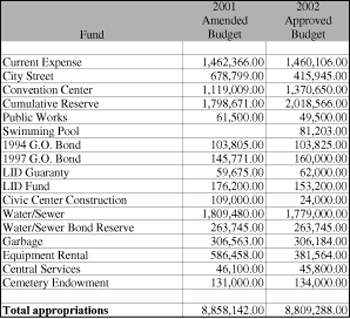 2001 2002
Amended Approved
Fund Budget Budget
Current Expense 1,462,366.00 1,460,106.00
City Street 678,799.00 415,945.00
Convention Center 1,119,009.00 1,370,650.00
Cumulative Reserve 1,798,671.00 2,018,566.00
Public Works 61,500.00 49,500.00
Swimming Pool 81,203.00
1994 G.O. Bond 103,805.00 103,825.00
1997 G.O. Bond 145,771.00 160,000.00
LID Guaranty 59,675.00 62,000.00
LID Fund 176,200.00 153,200.00
Civic Center Construction 109,000.00 24,000.00
Water/Sewer 1,809,480.00 1,779,000.00
Water/Sewer Bond Reserve 263,745.00 263,745.00
Garbage 306,563.00 306,184.00
Equipment Rental 586,458.00 381,564.00
Central Services 46,100.00 45,800.00
Cemetery Endowment 131,000.00 134,000.00
Total appropriations 8,858,142.00 8,809,288.00